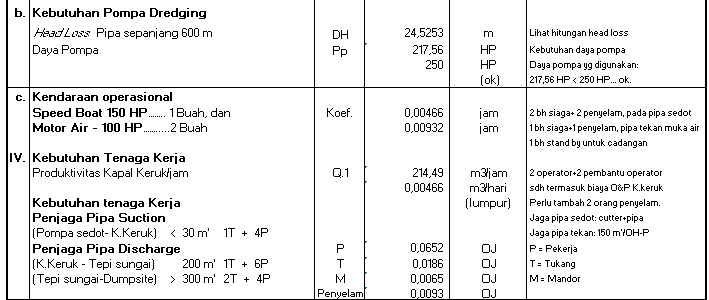 b. Kebutuhan Pompa Dredging
Head Loss Pipa sepanjang 600 m DH 24,5253 m Lihat hitungan head loss
Daya Pompa Pp 217,56 HP Kebutuhan daya pompa
250 HP Daya pompa yg digunakan:
(ok) 217,56 HP < 250 HP... ok.
c. Kendaraan operasional
Speed Boat 150 HP........ 1 Buah, dan Koef. 0,00466 jam 2 bh siaga+ 2 penyelam, pada pipa sedot
Motor Air - 100 HP..........2 Buah 0,00932 jam 1 bh siaga+1 penyelam, pipa tekan muka air
1 bh stand by untuk cadangan
IV. Kebutuhan Tenaga Kerja
Produktivitas Kapal Keruk/jam Q.1 214,49 m3/jam 2 operator+2 pembantu operator
0,00466 m3/hari sdh termasuk biaya O&P K.keruk
Kebutuhan tenaga Kerja (lumpur) Perlu tambah 2 orang penyelam.
Penjaga Pipa Suction Jaga pipa sedot: cutter+pipa
(Pompa sedot- K.Keruk) < 30 m' 1T + 4P Jaga pipa tekan: 150 m'/OH-P
Penjaga Pipa Discharge P 0,0652 OJ P = Pekerja
(K.Keruk - Tepi sungai) 200 m' 1T + 6P T 0,0186 OJ T = Tukang
(Tepi sungai-Dumpsite) > 300 m' 2T + 4P M 0,0065 OJ M = Mandor
Penyelam 0,0093 OJ